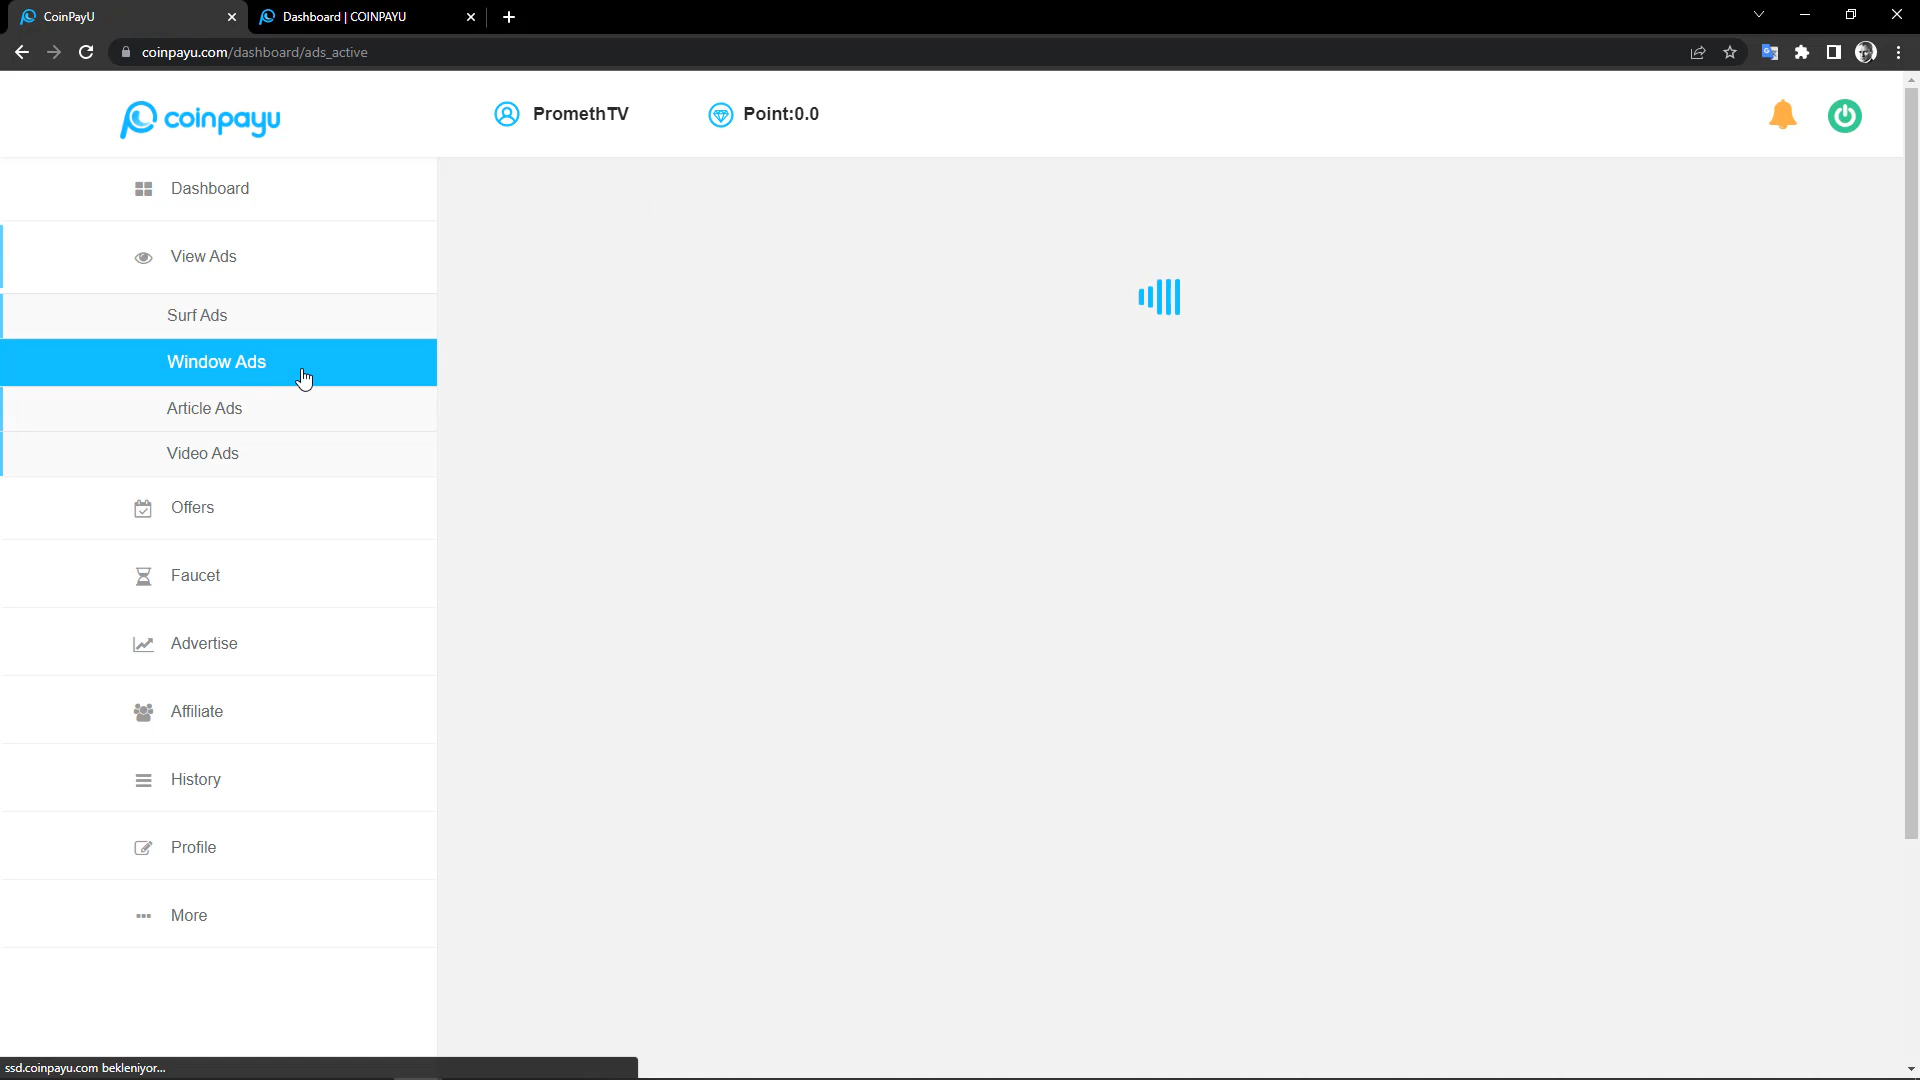 CoinPayU
Dashboard | COINPAYU
coinpayu.com/dashboard/ads_active
coinpayu
PromethTV
Point:0.0
Dashboard
View Ads
Surf Ads
Window Ads
Article Ads
Video Ads
Offers
Faucet
Advertise
Affiliate
History
Profile
More
ssd.coinpayu.com bekleniyor...